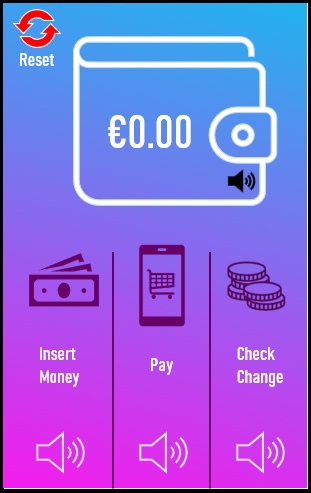 Reset
€0.00
Insert
Money
Pay
Check
Change